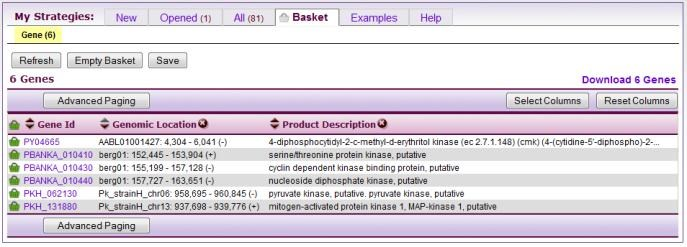 My Strategies: New Opened (1) All (81) Basket Examples Help
Gene (6)
Refresh Empty Basket Save
6 Genes Download 6 Genes
Advanced Paging Select Columns Reset Columns
Gene Id Genomic Location Product Description
PY04665 AABL01001427: 4,304 - 6,041 (-) 4-diphosphocytidyl-2-c-methyl-d-erythritol kinase (ec 2.7.1.148) (cmk) (4-(cytidine-5'-diphospho)-2-...
PBANKA_010410 berg01: 152,445 - 153,904 (+) serine/threonine protein kinase, putative
PBANKA_010430 berg01: 155,199 - 157,128 (-) cyclin dependent kinase binding protein, putative
PBANKA_010440 berg01: 157,727 - 163,651 (-) nucleoside diphosphate kinase, putative
PKH_062130 Pk_strainH_chr06: 958,695 - 960,845 (-) pyruvate kinase, putative, pyruvate kinase, putative
PKH_131880 Pk_strainH_chr13: 937,698 - 939,776 (+) mitogen-activated protein kinase 1, MAP-kinase 1, putative
Advanced Paging